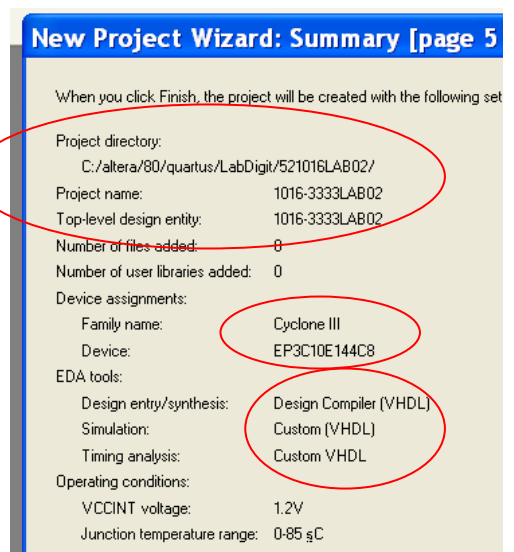 New Project Wizard: Summary [page 5
When you click Finish, the project will be created with the following set
Project directory:
C:/altera/80/quartus/LabDigit/521016LAB02/
Project name: 1016-3333LAB02
Top-level design entity: 1016-3333LAB02
Number of files added: 0
Number of user libraries added: 0
Device assignments:
Family name: Cyclone III
Device: EP3C10E144C8
EDA tools:
Design entry/synthesis: Design Compiler (VHDL)
Simulation: Custom (VHDL)
Timing analysis: Custom VHDL
Operating conditions:
VCCINT voltage: 1.2V
Junction temperature range: 0-85 şC